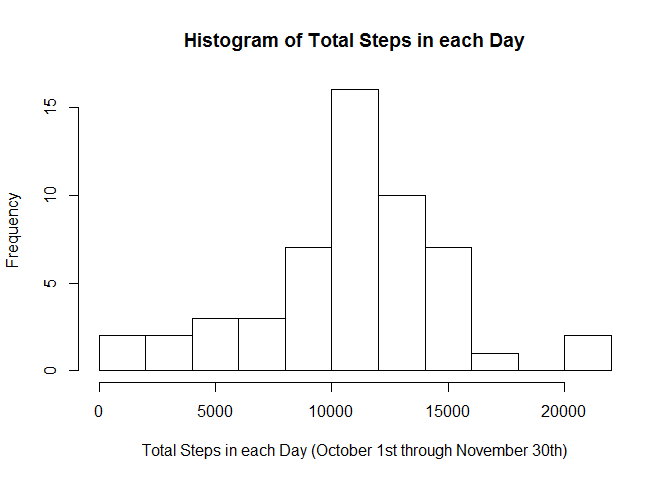 Histogram of Total Steps in each Day
Frequency
15
10
5
0
0 5000 10000 15000 20000
Total Steps in each Day (October 1st through November 30th)